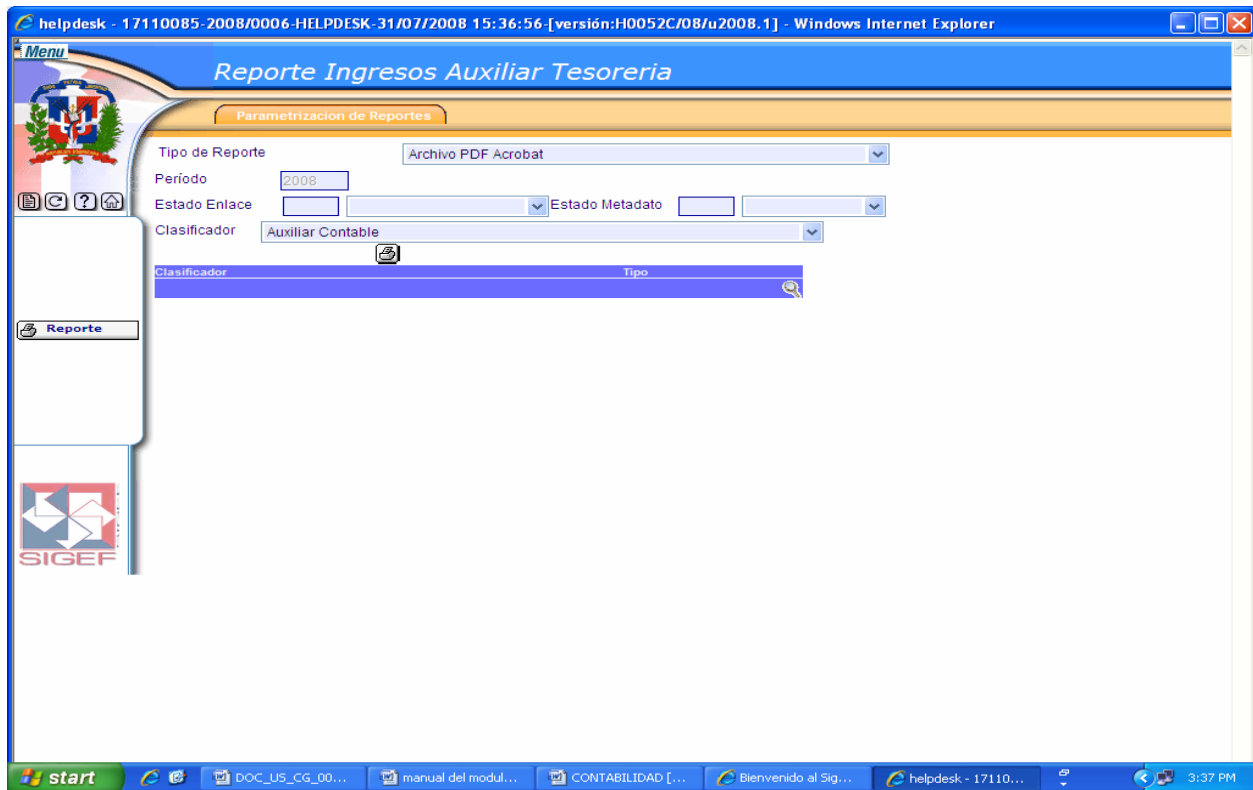 helpdesk - 17110085-2008/0006-HELPDESK-31/07/2008 15:36:56-[versión:H0052C/08/u2008.1] - Windows Internet Explorer
Menu
Reporte Ingresos Auxiliar Tesoreria
Parametrizacion de Reportes
Tipo de Reporte Archivo PDF Acrobat
Período 2008
Estado Enlace Estado Metadato
Clasificador Auxiliar Contable
Clasificador Tipo
Reporte
SIGEF
start DOC_US_CG_00... manual del modul... CONTABILIDAD [... Bienvenido al Sig... helpdesk - 17110... 3:37 PM